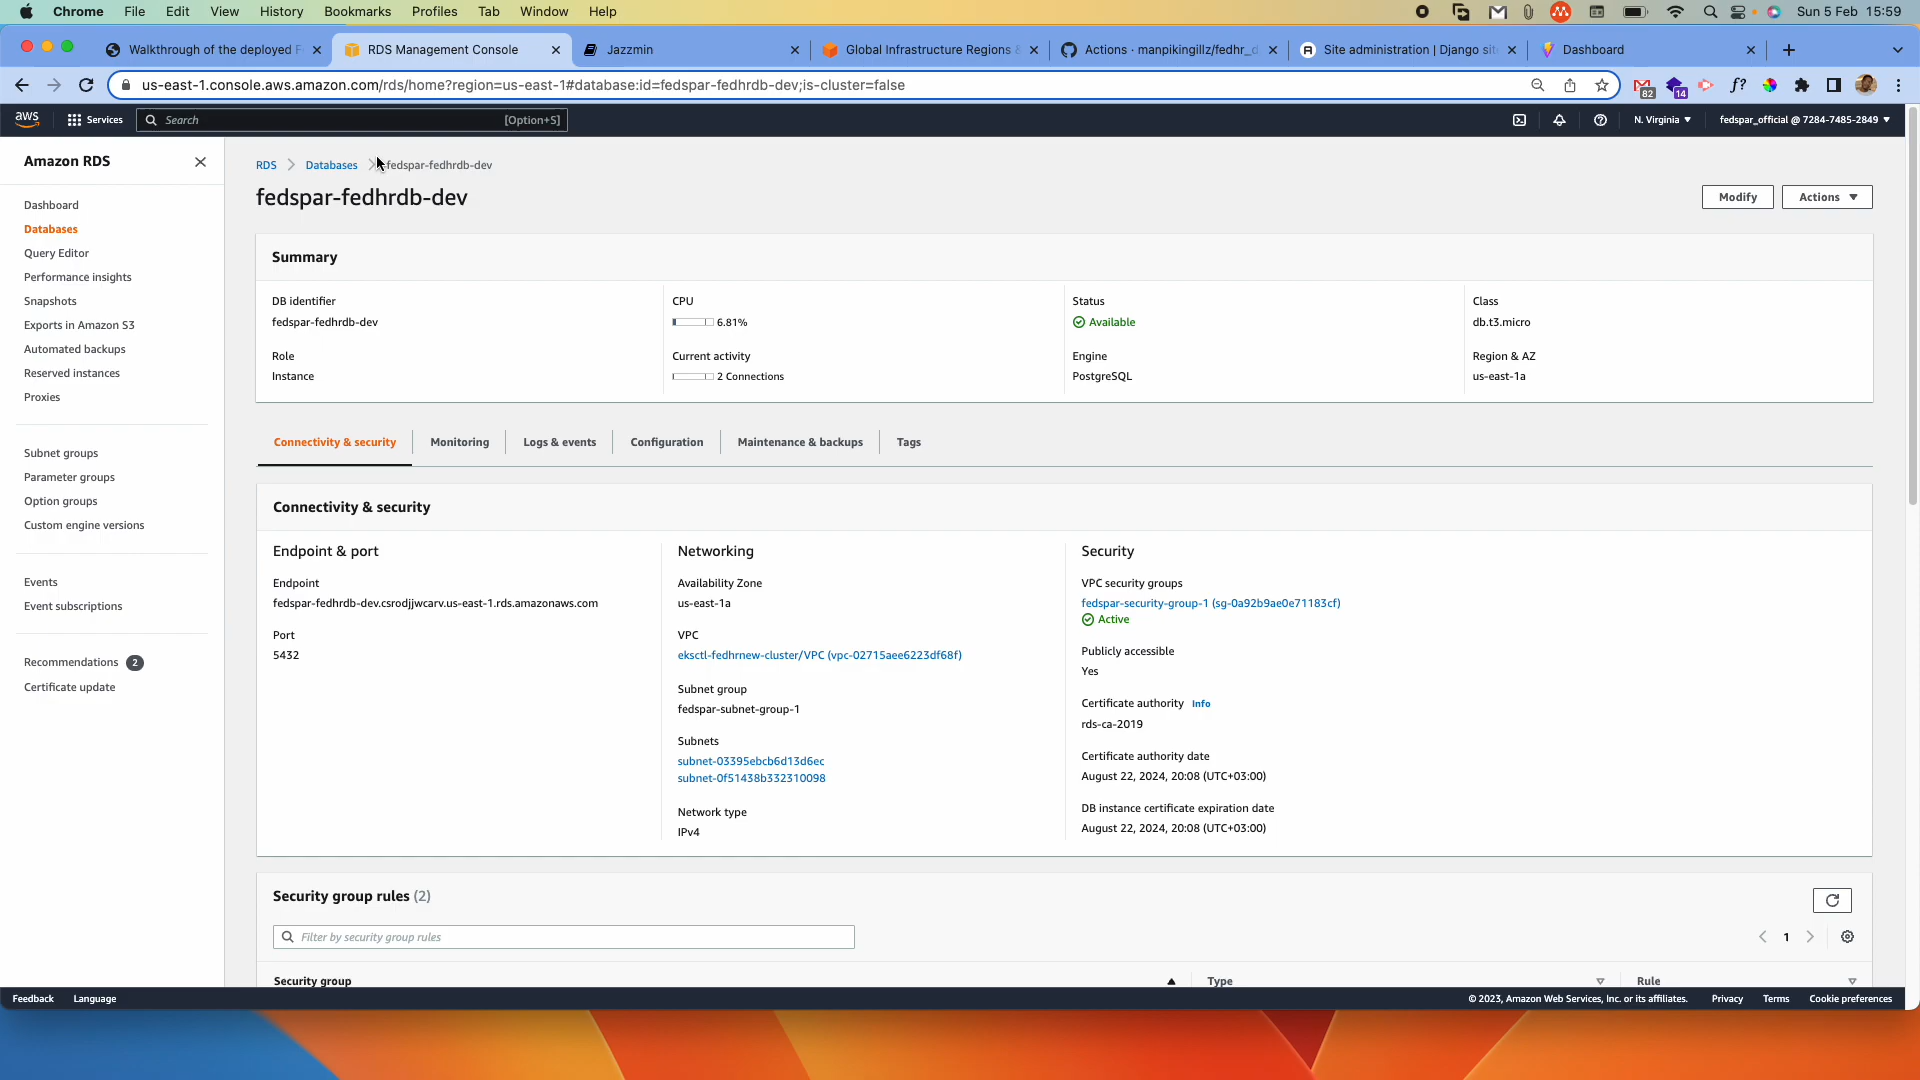 Chrome File Edit View History Bookmarks Profiles Tab Window Help Sun 5 Feb 15:59
Walkthrough of the deployed F RDS Management Console Jazzmin Global Infrastructure Regions & Actions · manpikingillz/fedhr_d Site administration | Django sit Dashboard
us-east-1.console.aws.amazon.com/rds/home?region=us-east-1#database:id=fedspar-fedhrdb-dev;is-cluster=false f? 82 14
aws Services Search [Option+S] N. Virginia fedspar_official @ 7284-7485-2849
Amazon RDS
Dashboard
Databases
Query Editor
Performance insights
Snapshots
Exports in Amazon S3
Automated backups
Reserved instances
Proxies
Subnet groups
Parameter groups
Option groups
Custom engine versions
Events
Event subscriptions
Recommendations 2
Certificate update
RDS Databases fedspar-fedhrdb-dev
fedspar-fedhrdb-dev
Modify Actions
Summary
DB identifier
fedspar-fedhrdb-dev
CPU
6.81%
Status
Available
Class
db.t3.micro
Role
Instance
Current activity
2 Connections
Engine
PostgreSQL
Region & AZ
us-east-1a
Connectivity & security Monitoring Logs & events Configuration Maintenance & backups Tags
Connectivity & security
Endpoint & port
Endpoint
fedspar-fedhrdb-dev.csrodjjwcarv.us-east-1.rds.amazonaws.com
Port
5432
Networking
Availability Zone
us-east-1a
VPC
eksctl-fedhrnew-cluster/VPC (vpc-02715aee6223df68f)
Subnet group
fedspar-subnet-group-1
Subnets
subnet-03395ebcb6d13d6ec
subnet-0f51438b332310098
Network type
IPv4
Security
VPC security groups
fedspar-security-group-1 (sg-0a92b9ae0e71183cf)
Active
Publicly accessible
Yes
Certificate authority Info
rds-ca-2019
Certificate authority date
August 22, 2024, 20:08 (UTC+03:00)
DB instance certificate expiration date
August 22, 2024, 20:08 (UTC+03:00)
Security group rules (2)
Filter by security group rules
1
Security group Type Rule
Feedback Language © 2023, Amazon Web Services, Inc. or its affiliates. Privacy Terms Cookie preferences